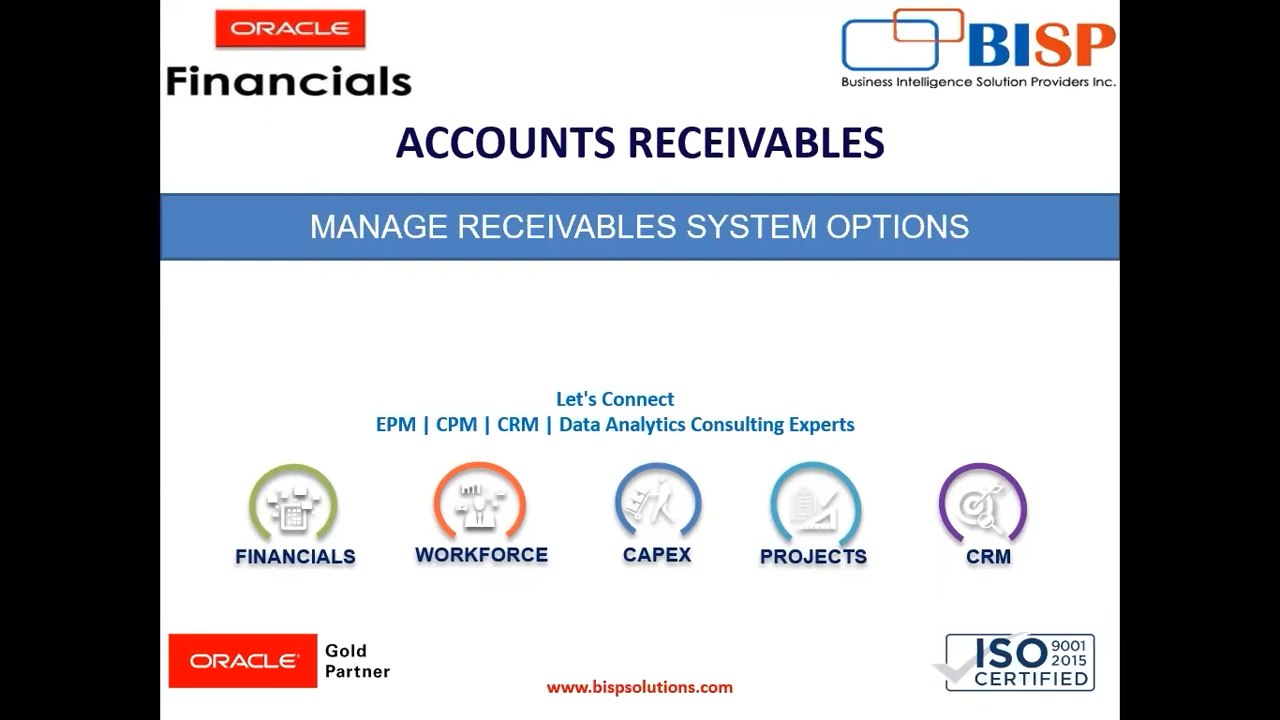 ORACLE
Financials
BISP
Business Intelligence Solution Providers Inc.
ACCOUNTS RECEIVABLES
MANAGE RECEIVABLES SYSTEM OPTIONS
Let's Connect
EPM | CPM | CRM | Data Analytics Consulting Experts
FINANCIALS
WORKFORCE
CAPEX
PROJECTS
CRM
ORACLE®
Gold
Partner
www.bispsolutions.com
ISO 9001
2015
CERTIFIED